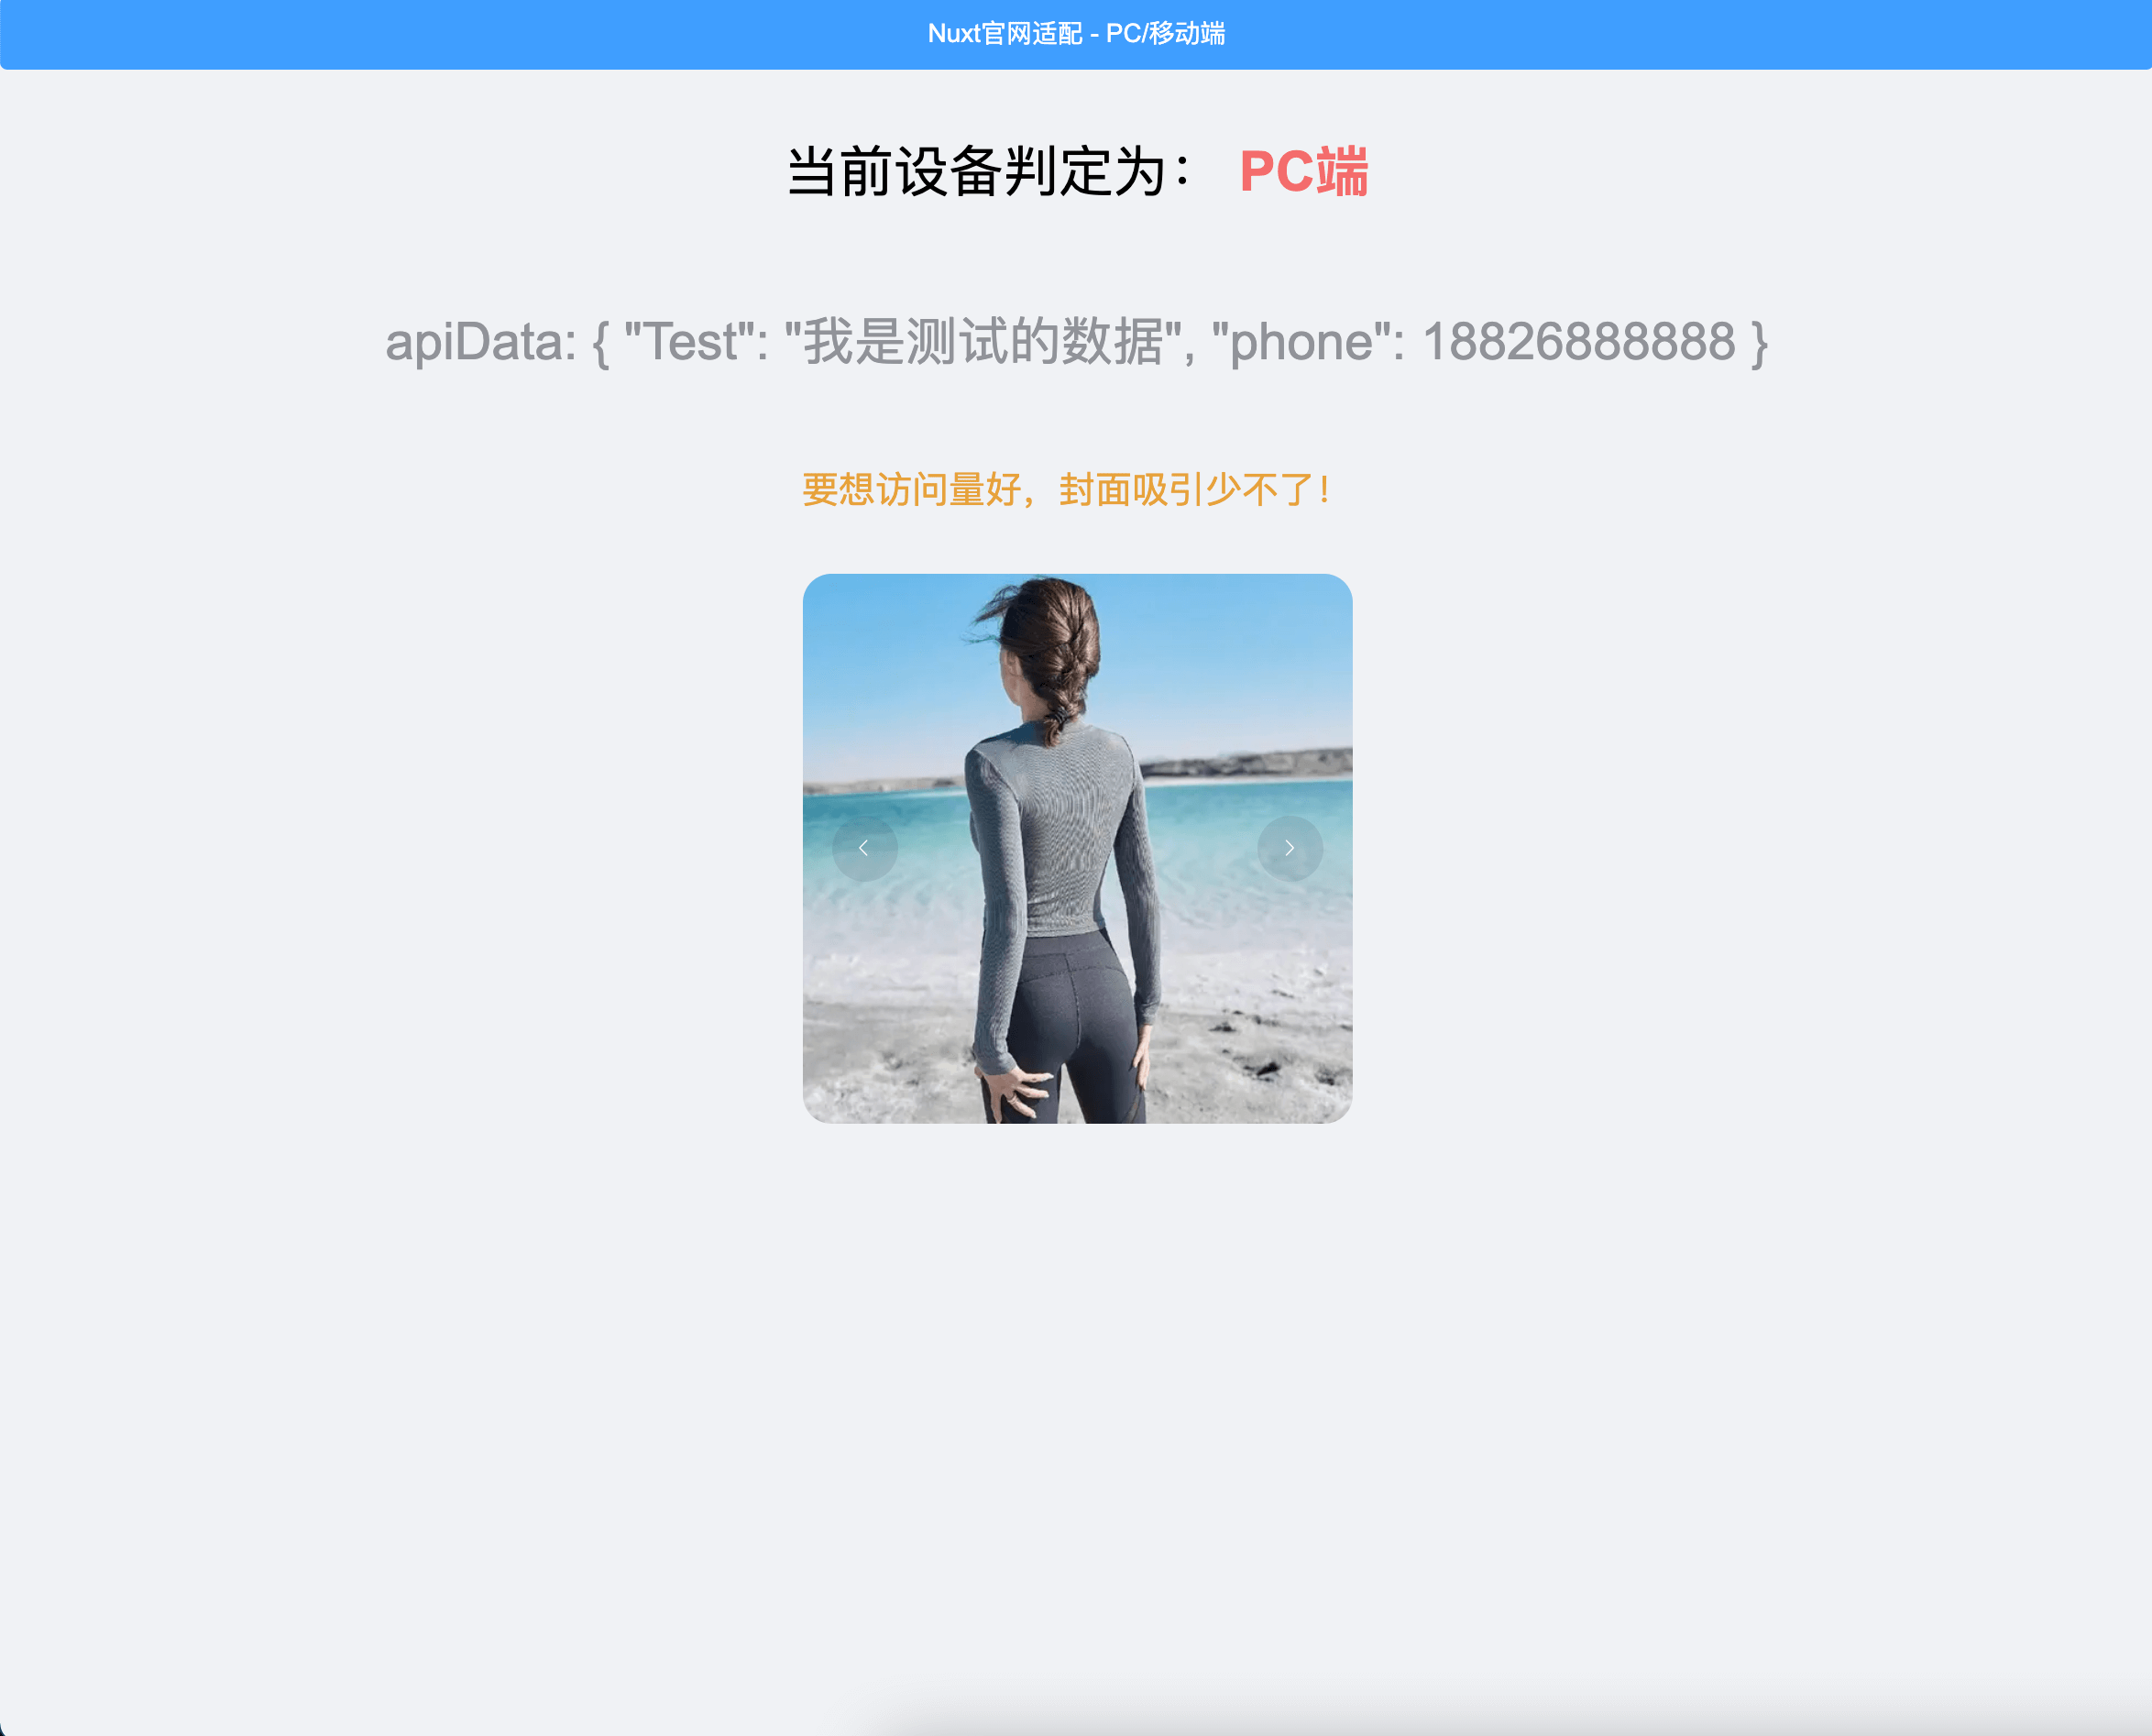 Nuxt官网适配 - PC/移动端
当前设备判定为： PC端
apiData: { "Test": "我是测试的数据", "phone": 18826888888 }
要想访问量好，封面吸引少不了！